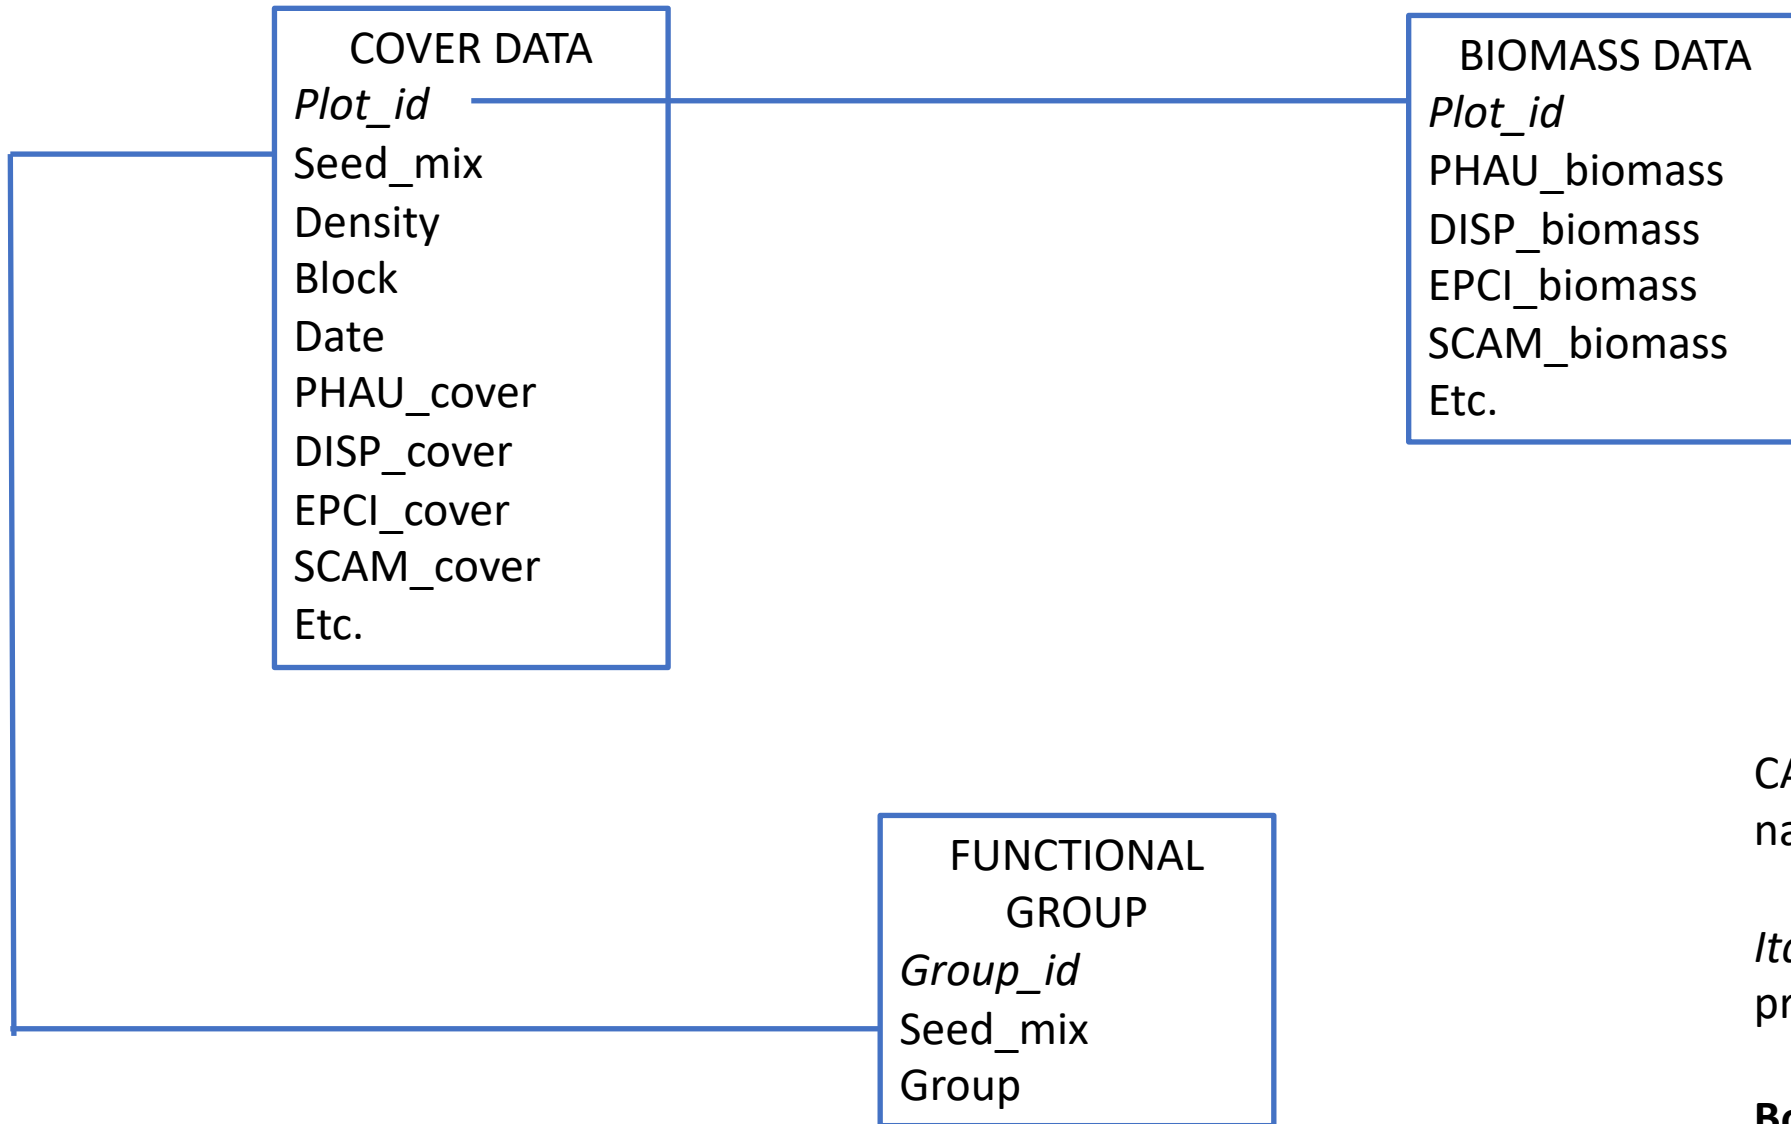 COVER DATA
Plot_id
Seed_mix
Density
Block
Date
PHAU_cover
DISP_cover
EPCI_cover
SCAM_cover
Etc.
BIOMASS DATA
Plot_id
PHAU_biomass
DISP_biomass
EPCI_biomass
SCAM_biomass
Etc.
FUNCTIONAL
GROUP
Group_id
Seed_mix
Group